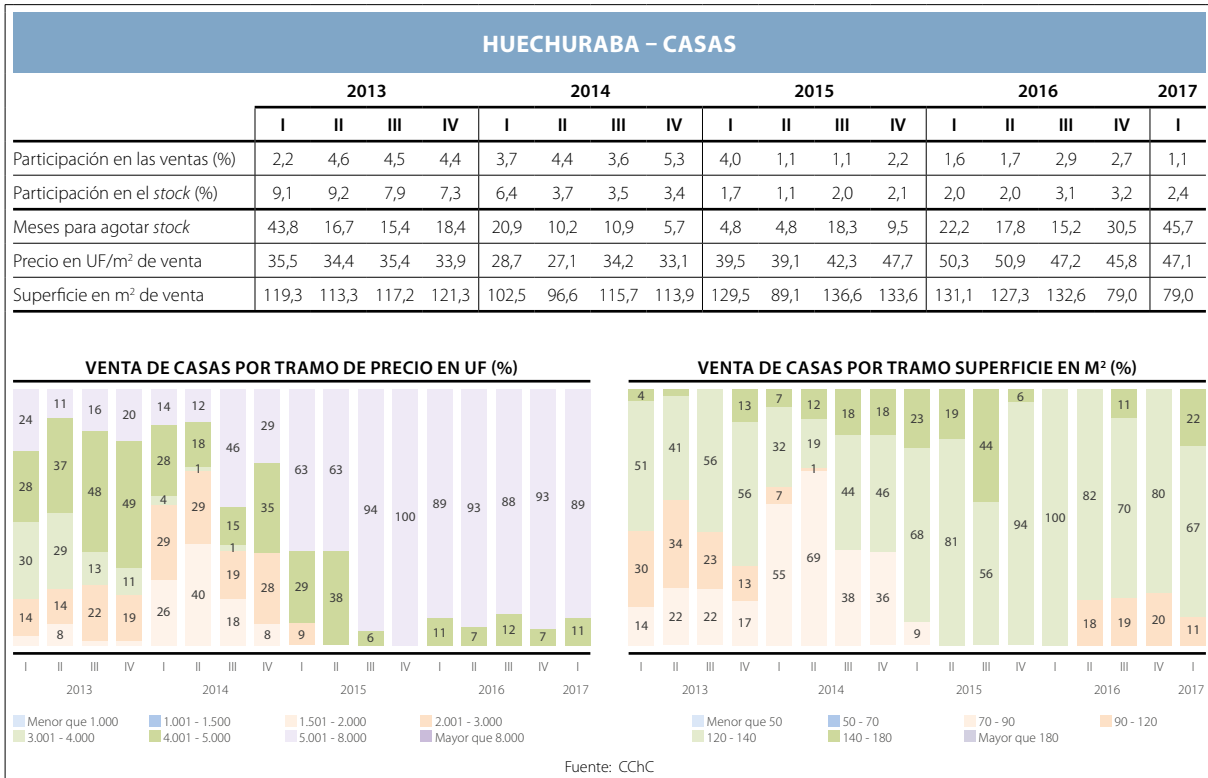 HUECHURABA – CASAS
2013 2014 2015 2016 2017
I II III IV I II III IV I II III IV I II III IV I
Participación en las ventas (%) 2,2 4,6 4,5 4,4 3,7 4,4 3,6 5,3 4,0 1,1 1,1 2,2 1,6 1,7 2,9 2,7 1,1
Participación en el stock (%) 9,1 9,2 7,9 7,3 6,4 3,7 3,5 3,4 1,7 1,1 2,0 2,1 2,0 2,0 3,1 3,2 2,4
Meses para agotar stock 43,8 16,7 15,4 18,4 20,9 10,2 10,9 5,7 4,8 4,8 18,3 9,5 22,2 17,8 15,2 30,5 45,7
Precio en UF/m² de venta 35,5 34,4 35,4 33,9 28,7 27,1 34,2 33,1 39,5 39,1 42,3 47,7 50,3 50,9 47,2 45,8 47,1
Superficie en m² de venta 119,3 113,3 117,2 121,3 102,5 96,6 115,7 113,9 129,5 89,1 136,6 133,6 131,1 127,3 132,6 79,0 79,0
VENTA DE CASAS POR TRAMO DE PRECIO EN UF (%)
24 11 16 20 14 12 46 29 63 63 94 100 89 93 88 93 89
28 37 48 49 28 18 15 35 29 38 6 11 7 12 7 11
30 29 13 11 4 1 1
14 14 22 19 29 29 19 28 9
8 26 40 18 8
I II III IV I II III IV I II III IV I II III IV I
2013 2014 2015 2016 2017
Menor que 1.000 1.001 - 1.500 1.501 - 2.000 2.001 - 3.000
3.001 - 4.000 4.001 - 5.000 5.001 - 8.000 Mayor que 8.000
VENTA DE CASAS POR TRAMO SUPERFICIE EN M² (%)
4 13 7 12 18 18 23 19 44 6 11 22
51 41 56 56 32 19 44 46 68 81 56 94 100 82 70 80 67
30 34 23 13 7 1 18 19 20 11
14 22 22 17 55 69 38 36 9
I II III IV I II III IV I II III IV I II III IV I
2013 2014 2015 2016 2017
Menor que 50 50 - 70 70 - 90 90 - 120
120 - 140 140 - 180 Mayor que 180
Fuente: CChC